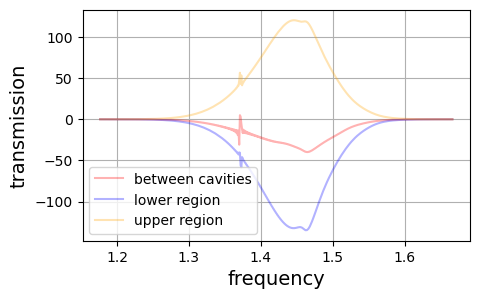 100
50
0
−50
−100
transmission
between cavities
lower region
upper region
1.2
1.3
1.4
1.5
1.6
frequency